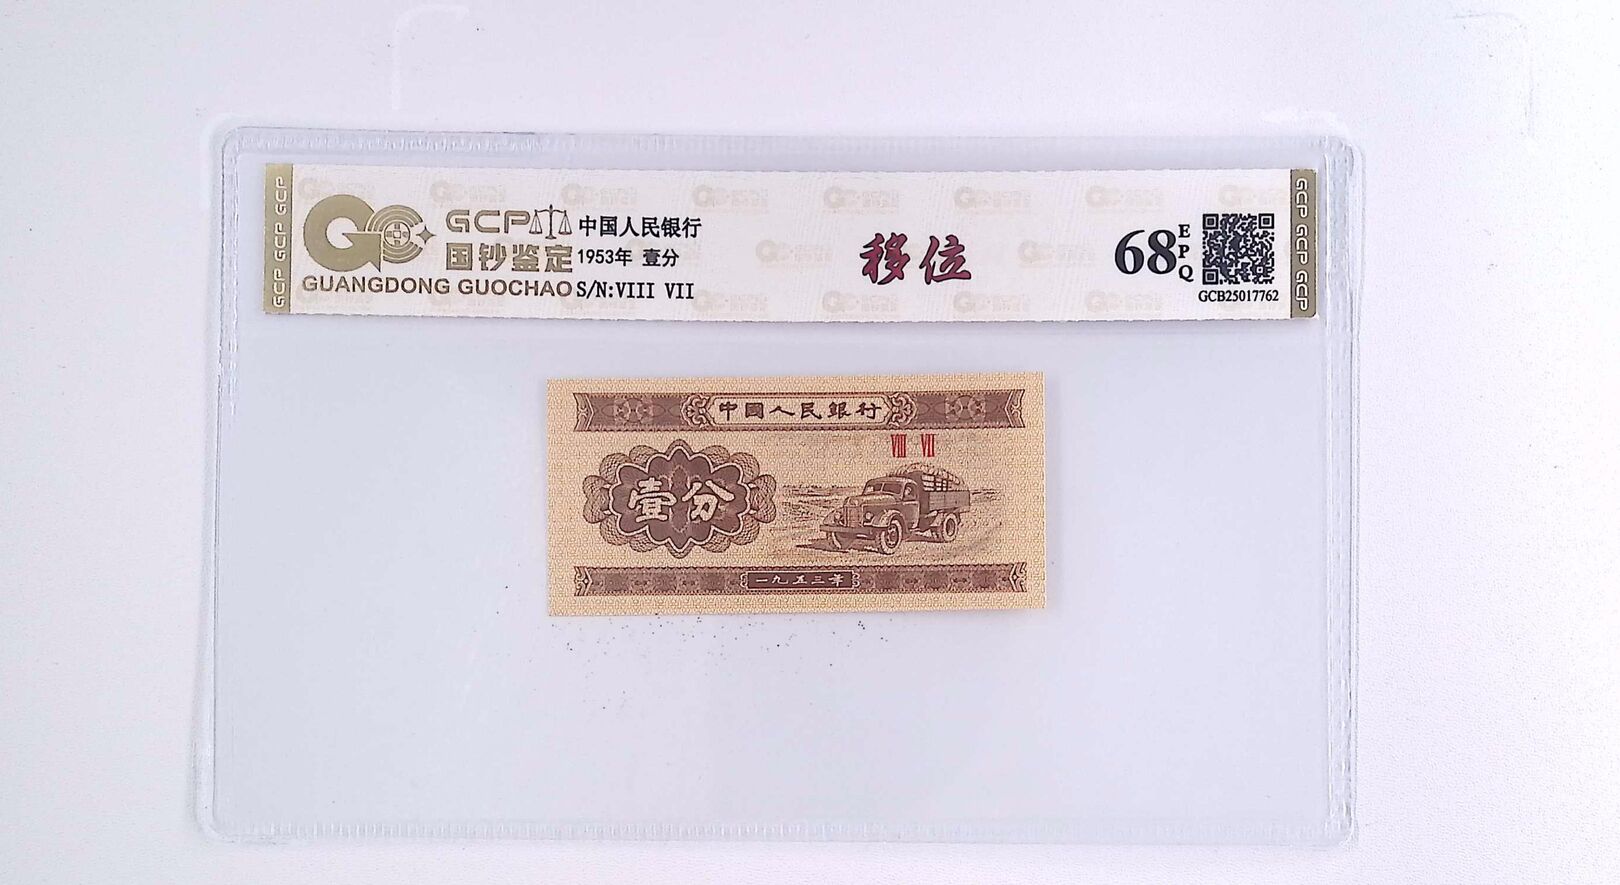 GCP GCP GCP
GCP
国钞鉴定
GUANGDONG GUOCHAO
中国人民银行
1953年 壹分
S/N:VIII VII
移位
68
EPQ
GCB25017762
GCP GCP GCP
中國人民銀行
VIII VII
壹分
一九五三年